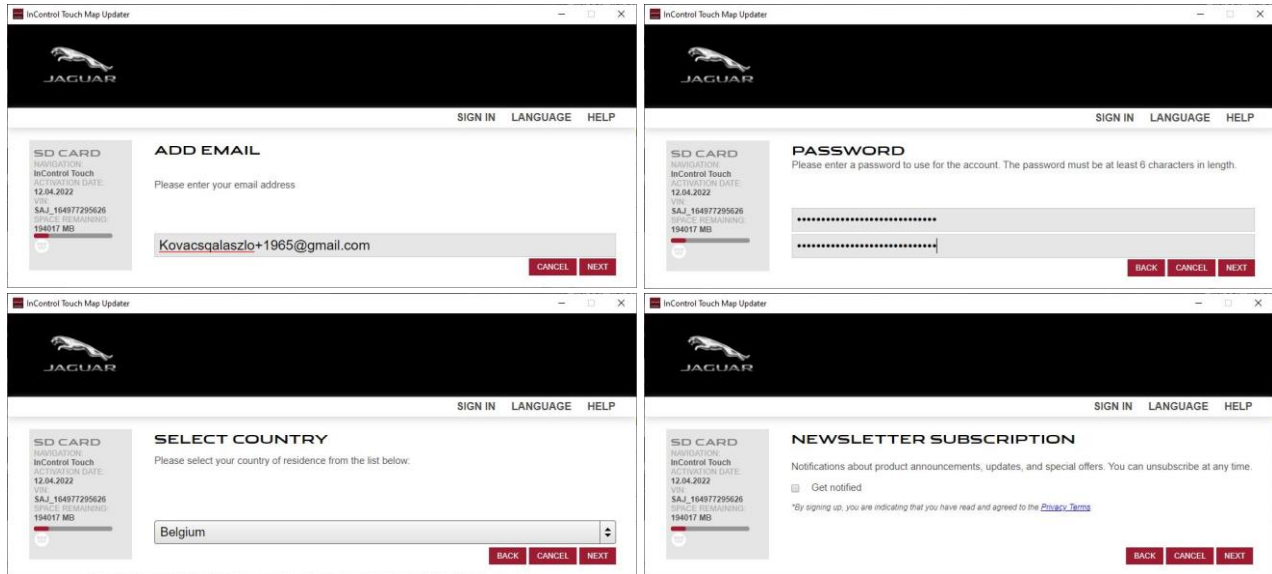 InControl Touch Map Updater
JAGUAR
SIGN IN LANGUAGE HELP
SD CARD
NAVIGATION:
InControl Touch
ACTIVATION DATE:
12.04.2022
VIN:
SAJ_164977295626
SPACE REMAINING:
194017 MB
ADD EMAIL
Please enter your email address
Kovacsqalaszlo+1965@gmail.com
CANCEL NEXT
InControl Touch Map Updater
JAGUAR
SIGN IN LANGUAGE HELP
SD CARD
NAVIGATION:
InControl Touch
ACTIVATION DATE:
12.04.2022
VIN:
SAJ_164977295626
SPACE REMAINING:
194017 MB
PASSWORD
Please enter a password to use for the account. The password must be at least 6 characters in length.
BACK CANCEL NEXT
InControl Touch Map Updater
JAGUAR
SIGN IN LANGUAGE HELP
SD CARD
NAVIGATION:
InControl Touch
ACTIVATION DATE:
12.04.2022
VIN:
SAJ_164977295626
SPACE REMAINING:
194017 MB
SELECT COUNTRY
Please select your country of residence from the list below:
Belgium
BACK CANCEL NEXT
InControl Touch Map Updater
JAGUAR
SIGN IN LANGUAGE HELP
SD CARD
NAVIGATION:
InControl Touch
ACTIVATION DATE:
12.04.2022
VIN:
SAJ_164977295626
SPACE REMAINING:
194017 MB
NEWSLETTER SUBSCRIPTION
Notifications about product announcements, updates, and special offers. You can unsubscribe at any time.
Get notified
*By signing up, you are indicating that you have read and agreed to the Privacy Terms
BACK CANCEL NEXT